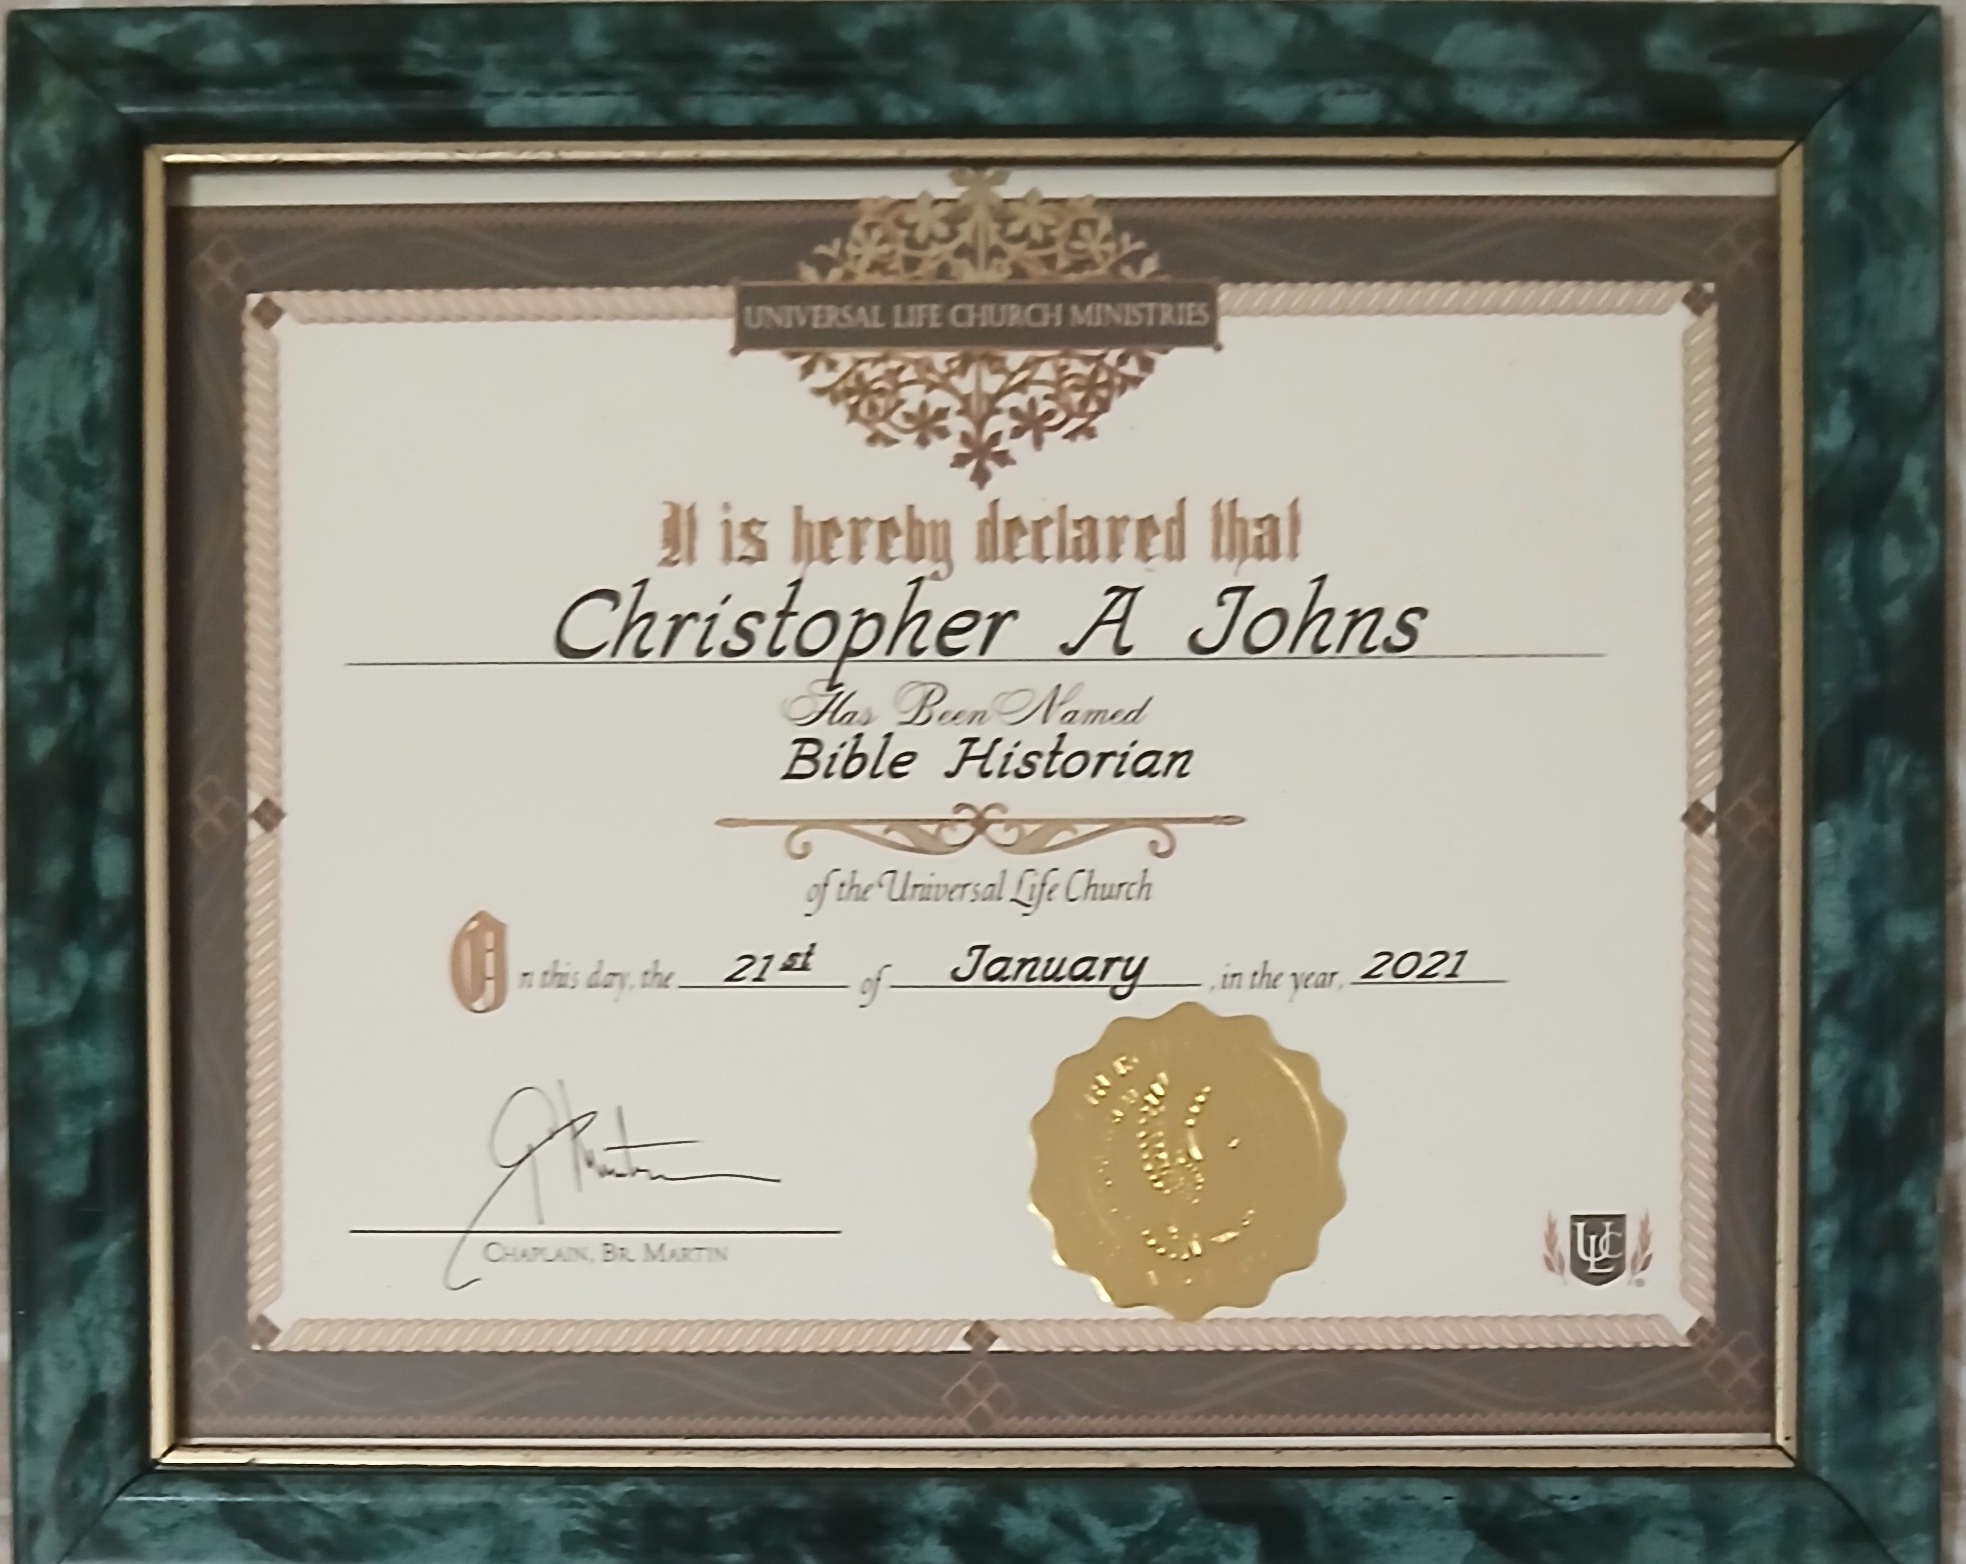 UNIVERSAL LIFE CHURCH MINISTRIES
It is hereby declared that
Christopher A Johns
Has Been Named
Bible Historian
of the Universal Life Church
On this day, the 21st of January, in the year, 2021
CHAPLAIN, BR. MARTIN
ULC